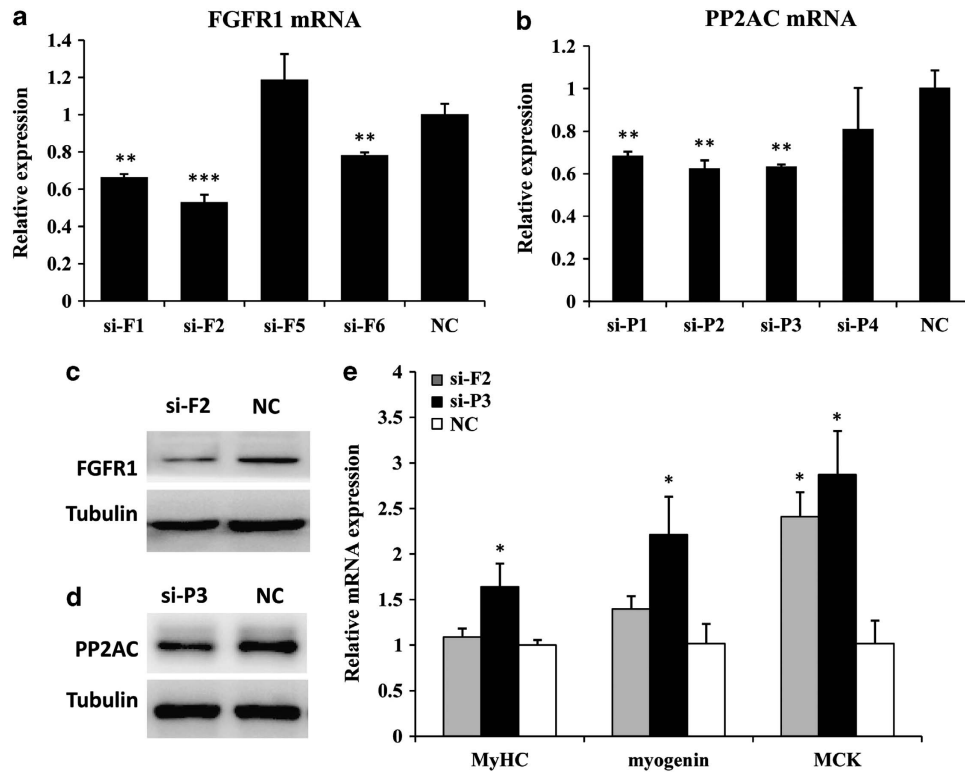 a
FGFR1 mRNA
Relative expression
1.4
1.2
1
0.8
0.6
0.4
0.2
0
**
***
**
si-F1 si-F2 si-F5 si-F6 NC
b
PP2AC mRNA
Relative expression
1.2
1
0.8
0.6
0.4
0.2
0
** ** **
si-P1 si-P2 si-P3 si-P4 NC
c
si-F2 NC
FGFR1
Tubulin
d
si-P3 NC
PP2AC
Tubulin
e
Relative mRNA expression
4
3.5
3
2.5
2
1.5
1
0.5
0
si-F2
si-P3
NC
*
*
*
*
MyHC myogenin MCK